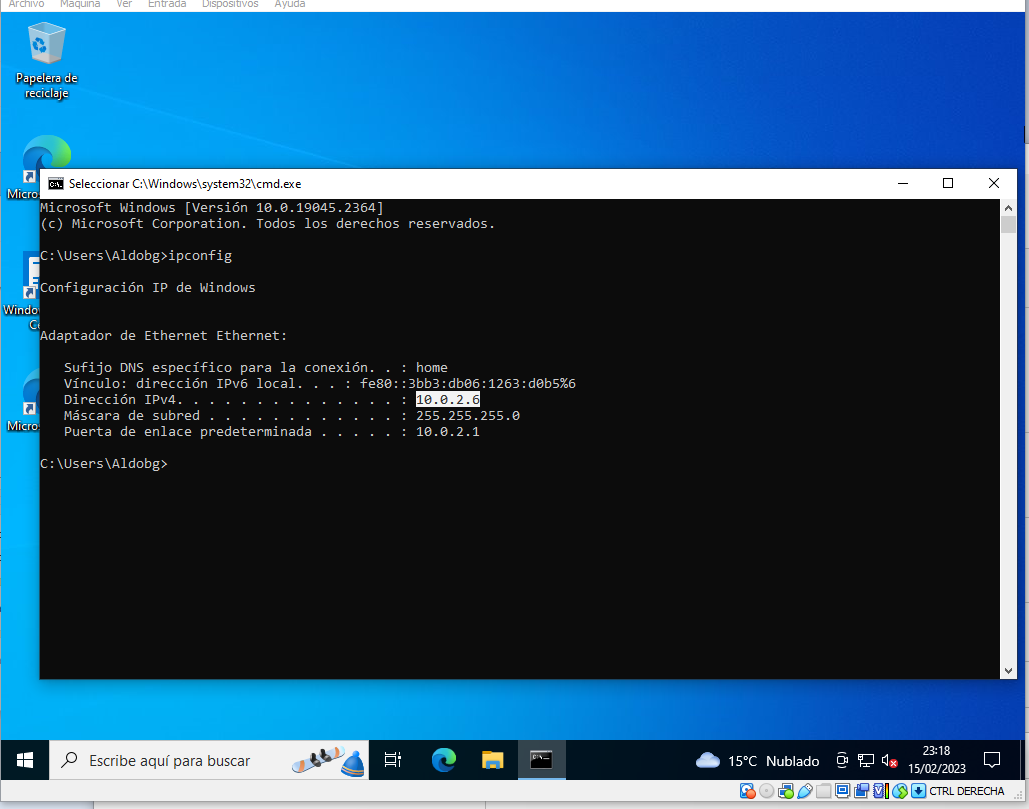 Archivo Máquina Ver Entrada Dispositivos Ayuda
Papelera de
reciclaje
Seleccionar C:\Windows\system32\cmd.exe
Micros
Microsoft Windows [Versión 10.0.19045.2364]
(c) Microsoft Corporation. Todos los derechos reservados.
C:\Users\Aldobg>ipconfig
Configuración IP de Windows
Windo
Ce
Adaptador de Ethernet Ethernet:
Sufijo DNS específico para la conexión. . : home
Vínculo: dirección IPv6 local. . . : fe80::3bb3:db06:1263:d0b5%6
Dirección IPv4. . . . . . . . . . . . . . : 10.0.2.6
Máscara de subred . . . . . . . . . . . . : 255.255.255.0
Puerta de enlace predeterminada . . . . . : 10.0.2.1
Micros
C:\Users\Aldobg>
Escribe aquí para buscar
15°C Nublado
23:18
15/02/2023
CTRL DERECHA